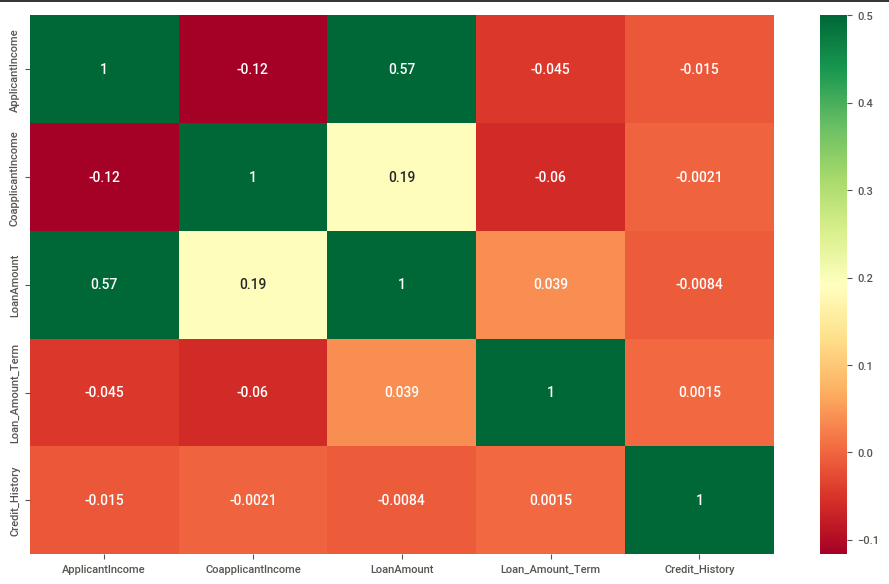 ApplicantIncome 1 -0.12 0.57 -0.045 -0.015
CoapplicantIncome -0.12 1 0.19 -0.06 -0.0021
LoanAmount 0.57 0.19 1 0.039 -0.0084
Loan_Amount_Term -0.045 -0.06 0.039 1 0.0015
Credit_History -0.015 -0.0021 -0.0084 0.0015 1
ApplicantIncome CoapplicantIncome LoanAmount Loan_Amount_Term Credit_History
0.5
0.4
0.3
0.2
0.1
0.0
−0.1